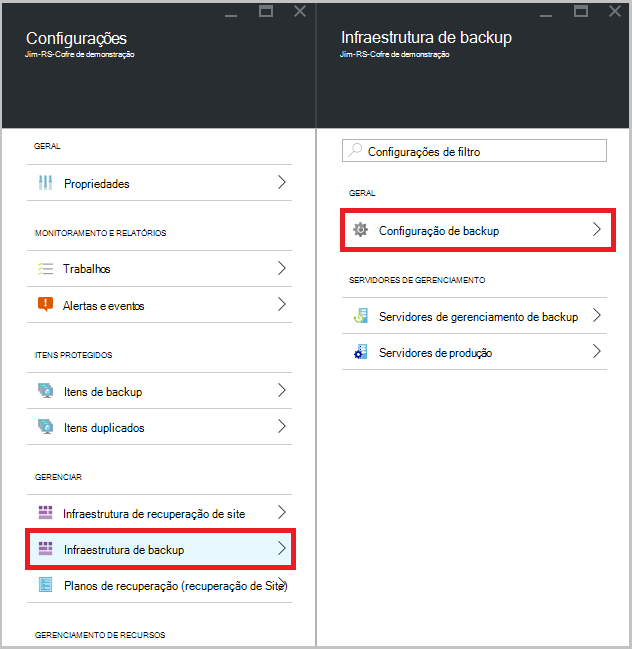 Configurações
Jim-RS-Cofre de demonstração
GERAL
Propriedades
MONITORAMENTO E RELATÓRIOS
Trabalhos
Alertas e eventos
ITENS PROTEGIDOS
Itens de backup
Itens duplicados
GERENCIAR
Infraestrutura de recuperação de site
Infraestrutura de backup
Planos de recuperação (recuperação de Site)
GERENCIAMENTO DE RECURSOS
Infraestrutura de backup
Jim-RS-Cofre de demonstração
Configurações de filtro
GERAL
Configuração de backup
SERVIDORES DE GERENCIAMENTO
Servidores de gerenciamento de backup
Servidores de produção